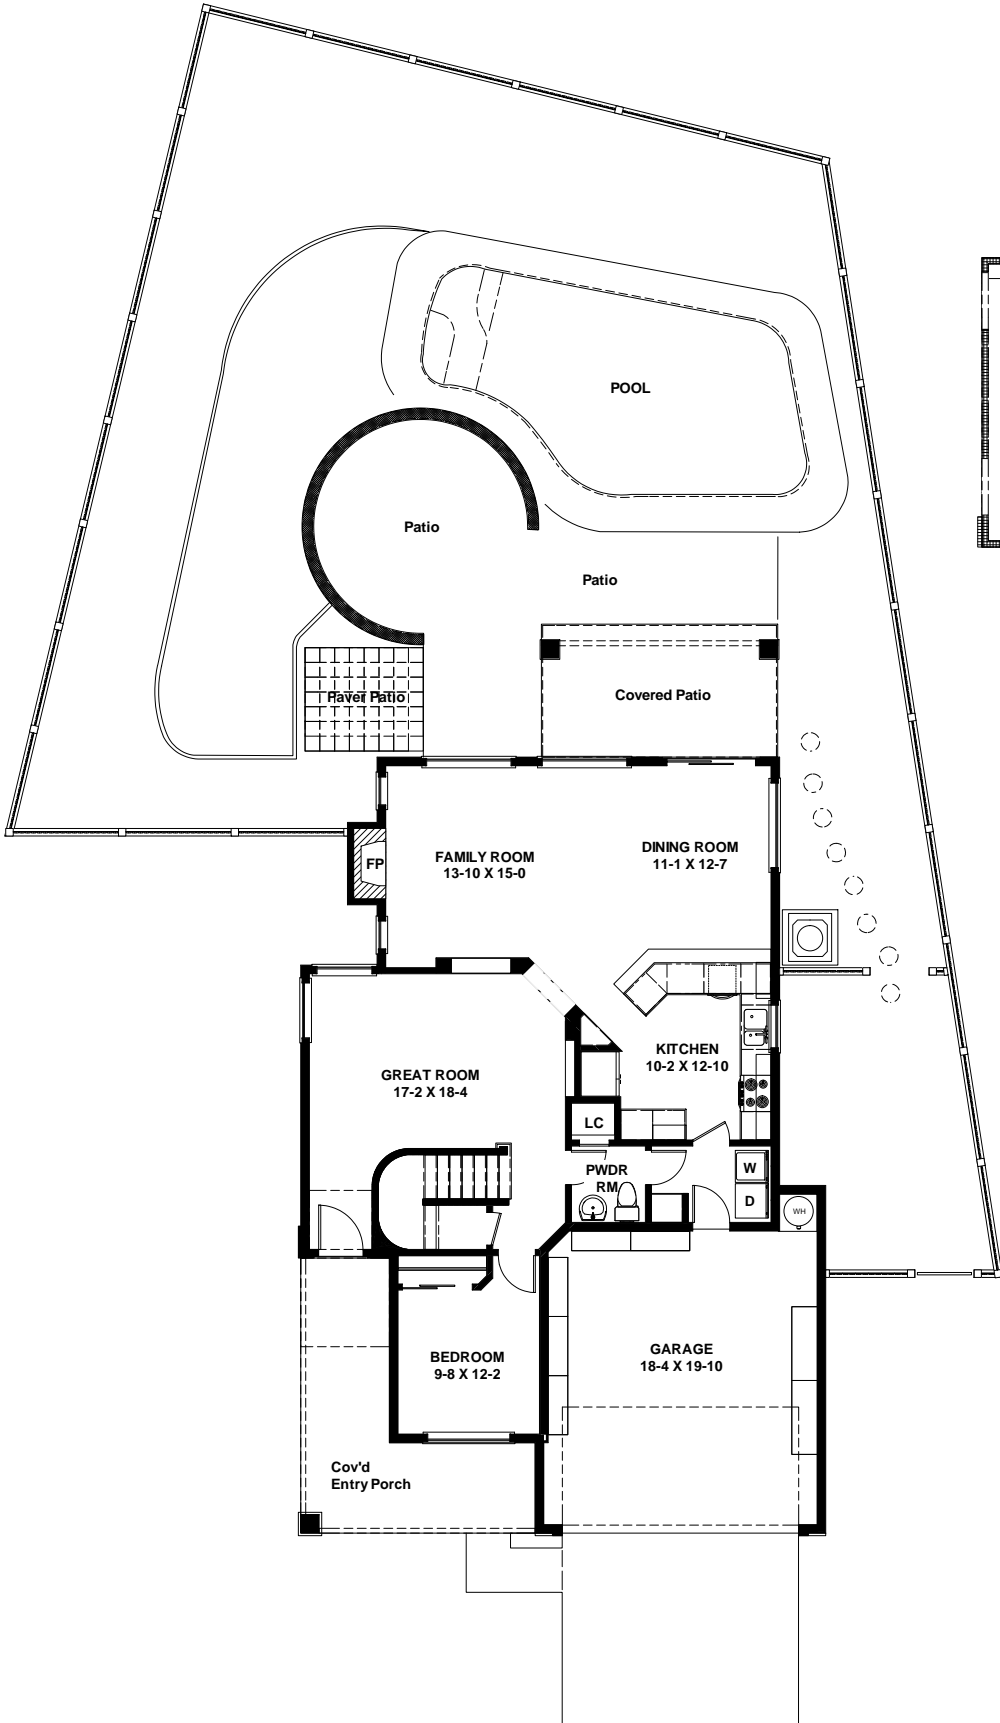 POOL
Patio
Patio
Paver Patio
Covered Patio
FAMILY ROOM
13-10 X 15-0
DINING ROOM
11-1 X 12-7
FP
KITCHEN
10-2 X 12-10
GREAT ROOM
17-2 X 18-4
LC
PWDR
RM
W
D
WH
BEDROOM
9-8 X 12-2
GARAGE
18-4 X 19-10
Cov'd
Entry Porch